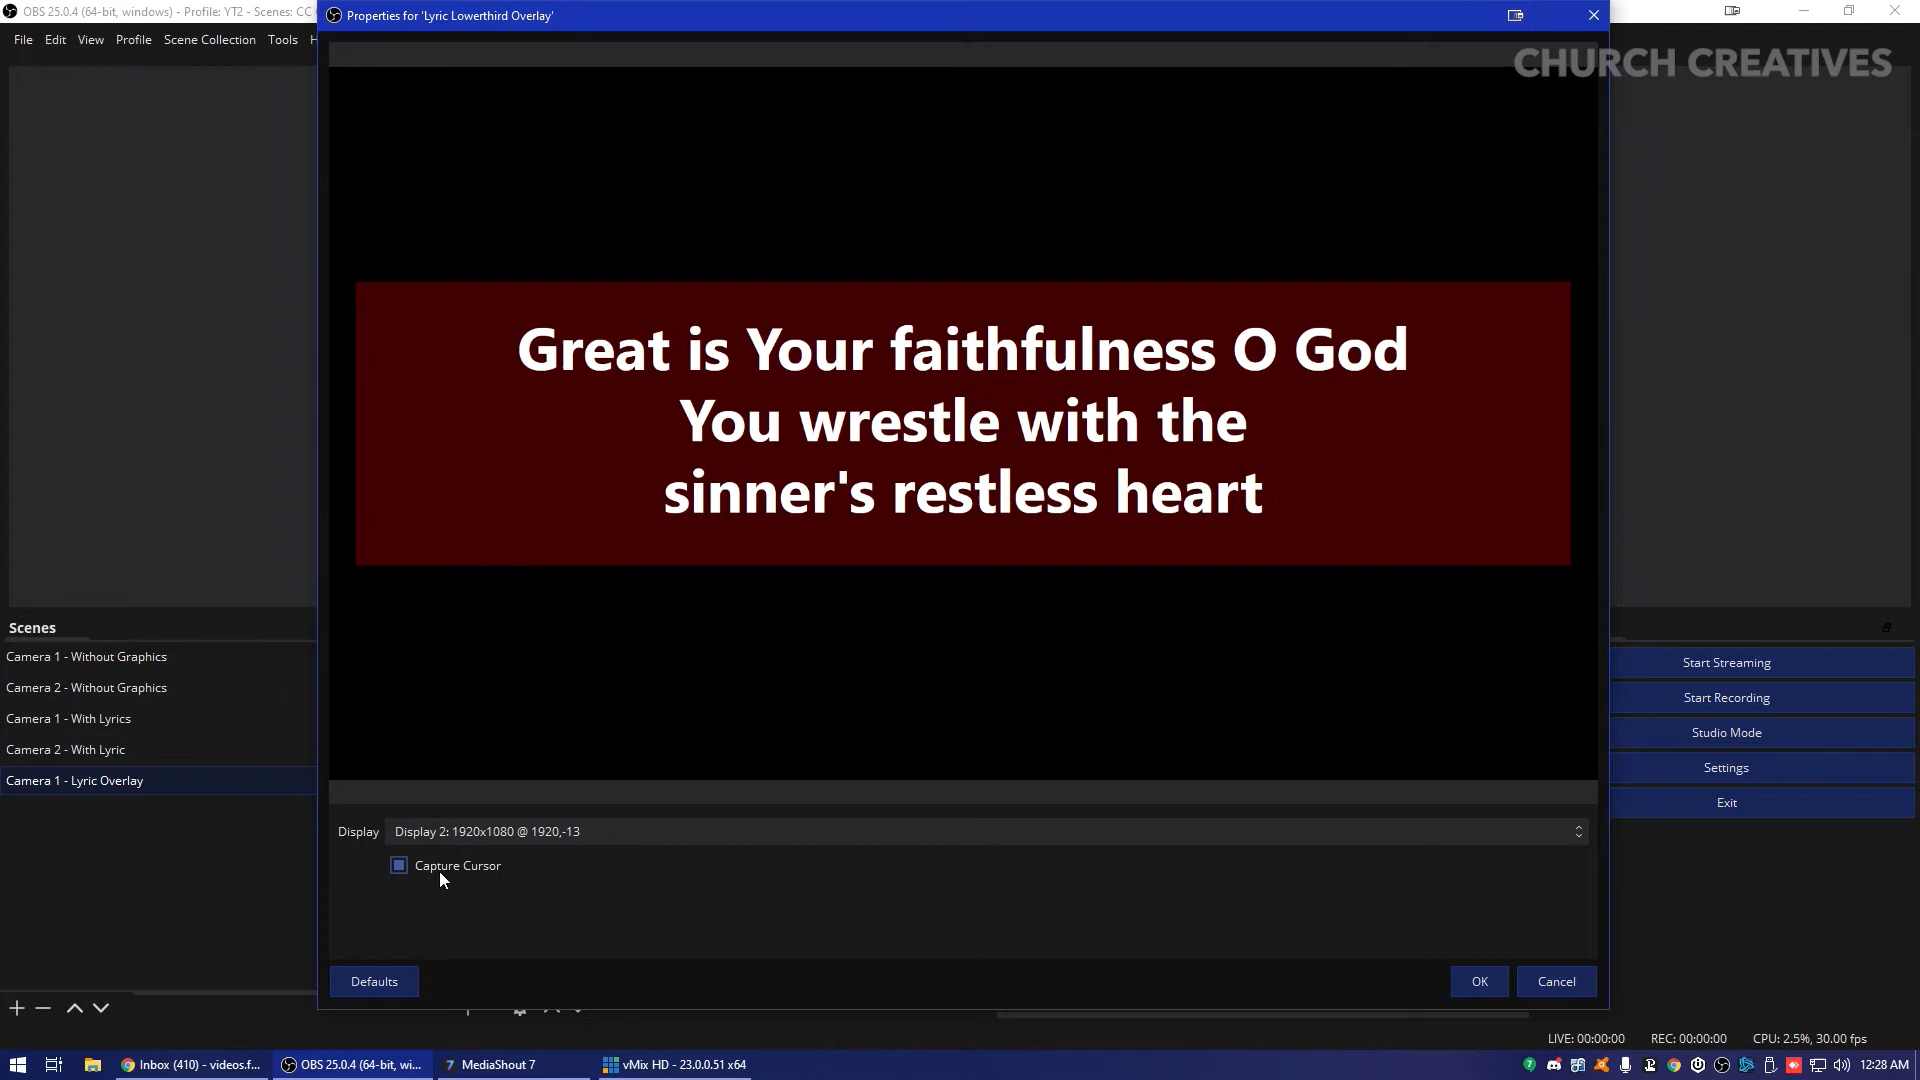 OBS 25.0.4 (64-bit, windows) - Profile: YT2 - Scenes: CC
Properties for 'Lyric Lowerthird Overlay'
File Edit View Profile Scene Collection Tools H
CHURCH CREATIVES
Great is Your faithfulness O God
You wrestle with the
sinner's restless heart
Scenes
Camera 1 - Without Graphics
Camera 2 - Without Graphics
Camera 1 - With Lyrics
Camera 2 - With Lyric
Camera 1 - Lyric Overlay
Start Streaming
Start Recording
Studio Mode
Settings
Exit
Display Display 2: 1920x1080 @ 1920,-13
Capture Cursor
Defaults OK Cancel
LIVE: 00:00:00 REC: 00:00:00 CPU: 2.5%, 30.00 fps
Inbox (410) - videos.f... OBS 25.0.4 (64-bit, wi... 7 MediaShout 7 vMix HD - 23.0.0.51 x64 7 12:28 AM